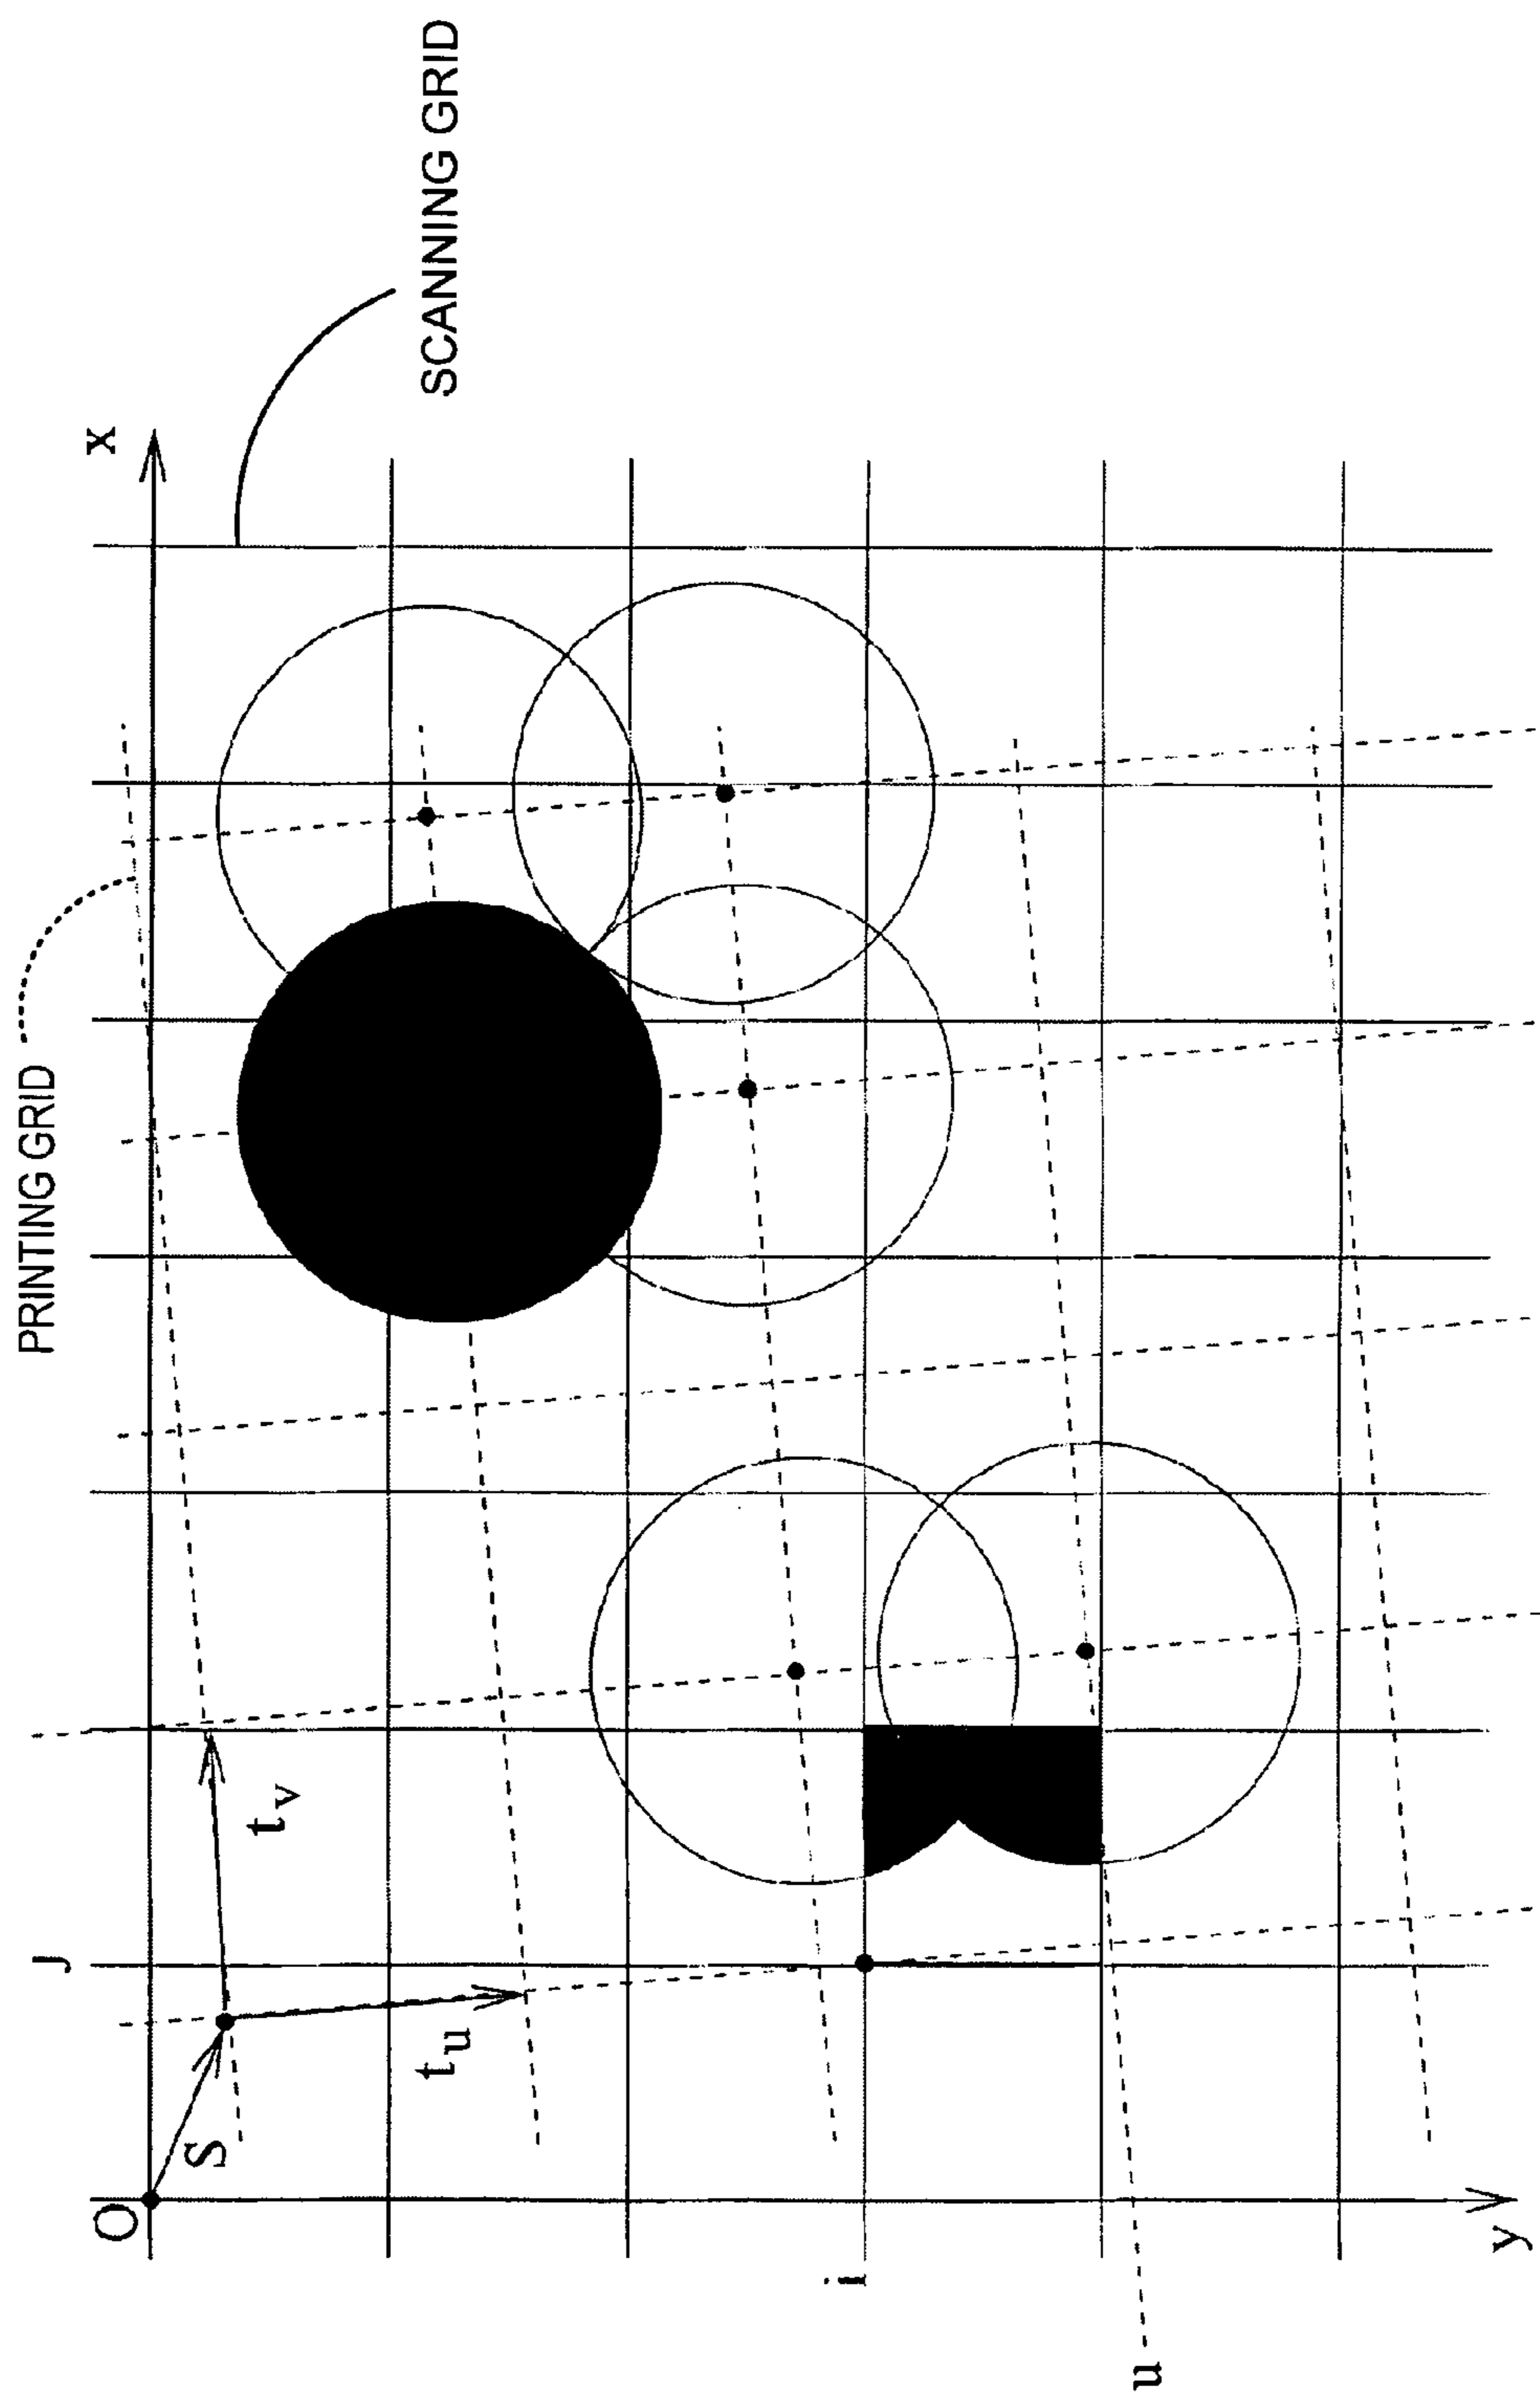 PRINTING GRID
SCANNING GRID
x
J
O
S
t_v
t_u
i
y
u